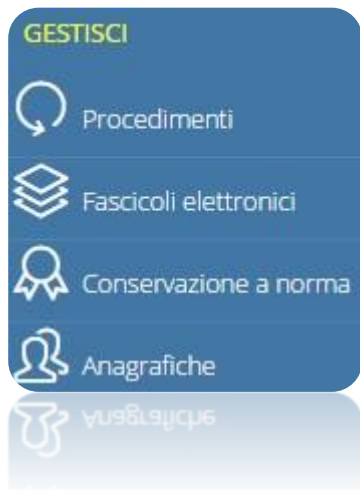 GESTISCI
Procedimenti
Fascicoli elettronici
Conservazione a norma
Anagrafiche